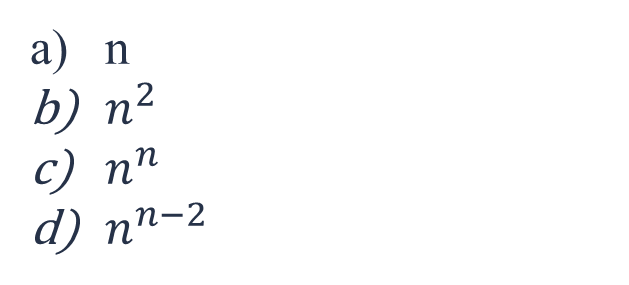 a) n
b) n²
c) nⁿ
d) nⁿ⁻²